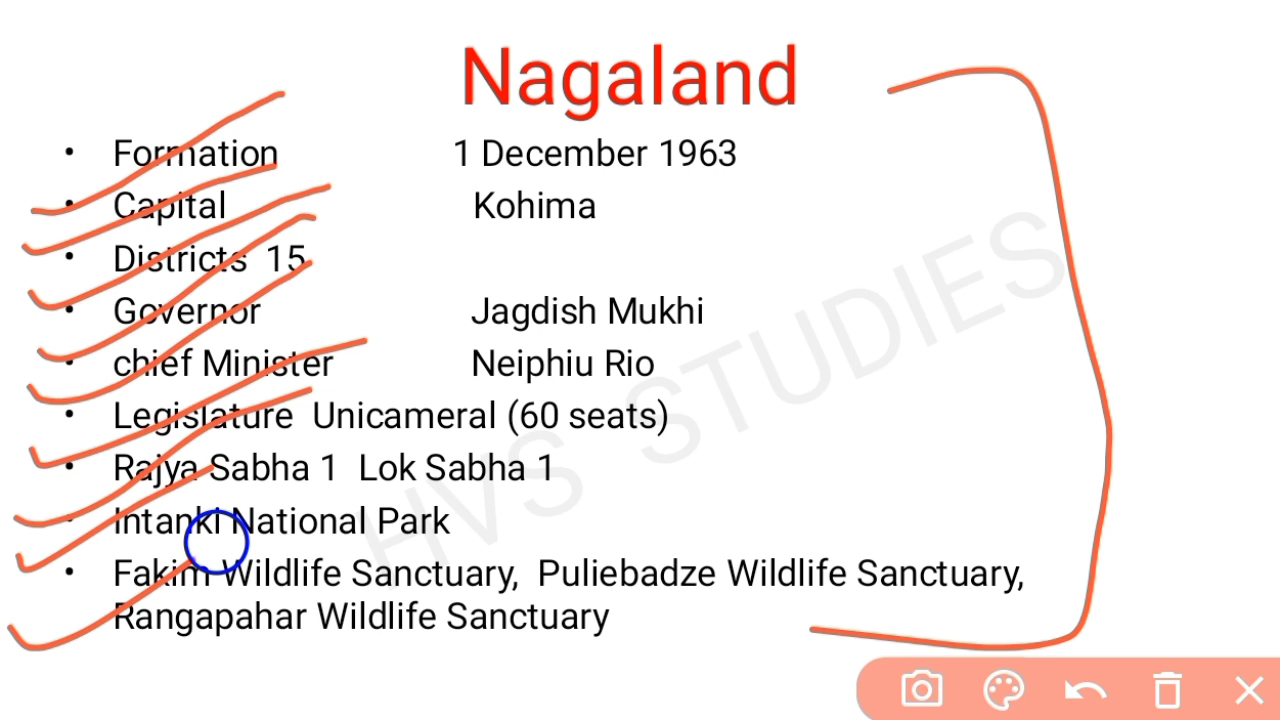 Nagaland
• Formation 1 December 1963
• Capital Kohima
• Districts 15
• Governor Jagdish Mukhi
• chief Minister Neiphiu Rio
• Legislature Unicameral (60 seats)
• Rajya Sabha 1 Lok Sabha 1
• Intanki National Park
• Fakim Wildlife Sanctuary, Puliebadze Wildlife Sanctuary,
Rangapahar Wildlife Sanctuary
HVS STUDIES